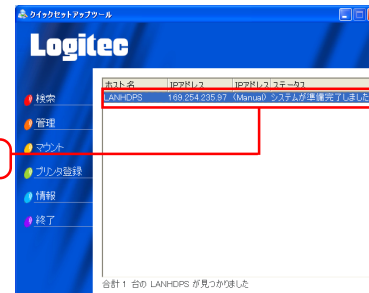 クイックセットアップツール
Logitec
ホスト名 IPアドレス IPアドレス ステータス
LANHDPS 169.254.235.97 (Manual) システムが準備完了しました
検索
管理
マウント
プリンタ登録
情報
終了
合計 1 台の LANHDPS が見つかりました